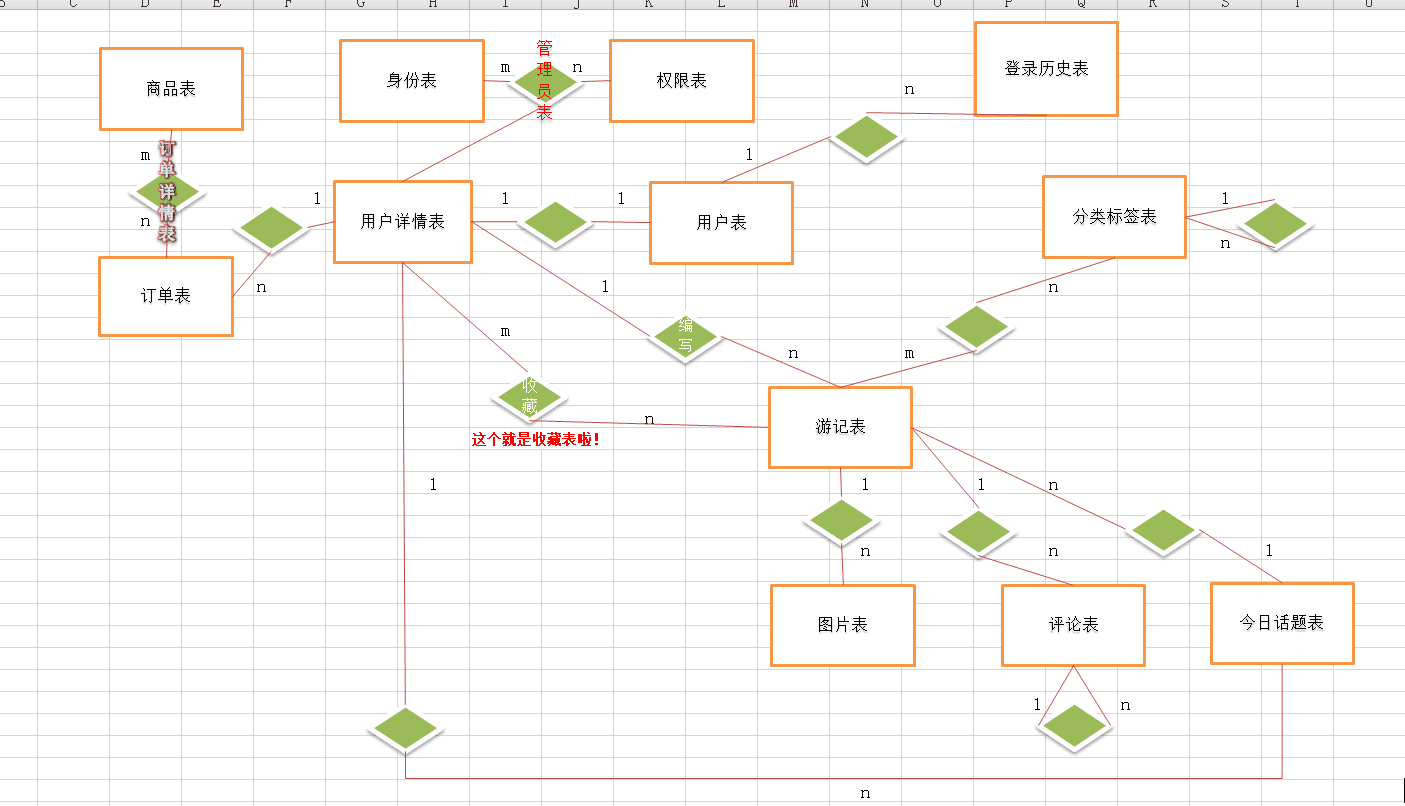 C D E F G H I J K L M N O P Q R S T U
商品表
身份表
m
管理员表
n
权限表
登录历史表
n
m
订单详情表
n
1
1
用户详情表
1
1
用户表
分类标签表
1
n
订单表
n
1
n
m
编写
n
m
收藏
n
这个就是收藏表啦!
游记表
1
1
1
n
n
n
1
图片表
评论表
今日话题表
1
n
n